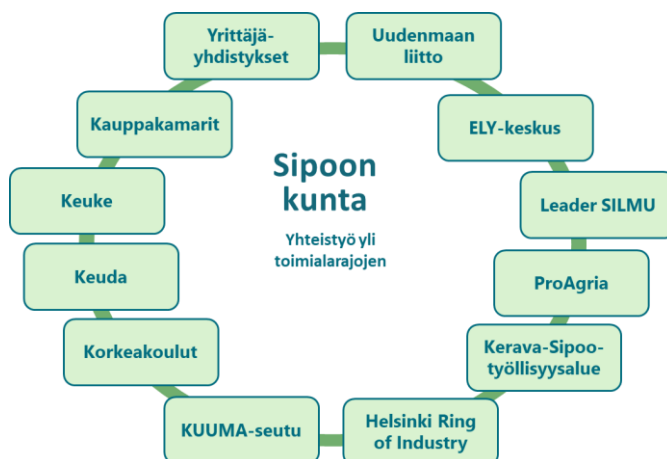 Yrittäjä-
yhdistykset
Uudenmaan
liitto
Kauppakamarit
ELY-keskus
Sipoon
kunta
Yhteistyö yli
toimialarajojen
Keuke
Leader SILMU
Keuda
ProAgria
Korkeakoulut
Kerava-Sipoo-
työllisyysalue
KUUMA-seutu
Helsinki Ring
of Industry